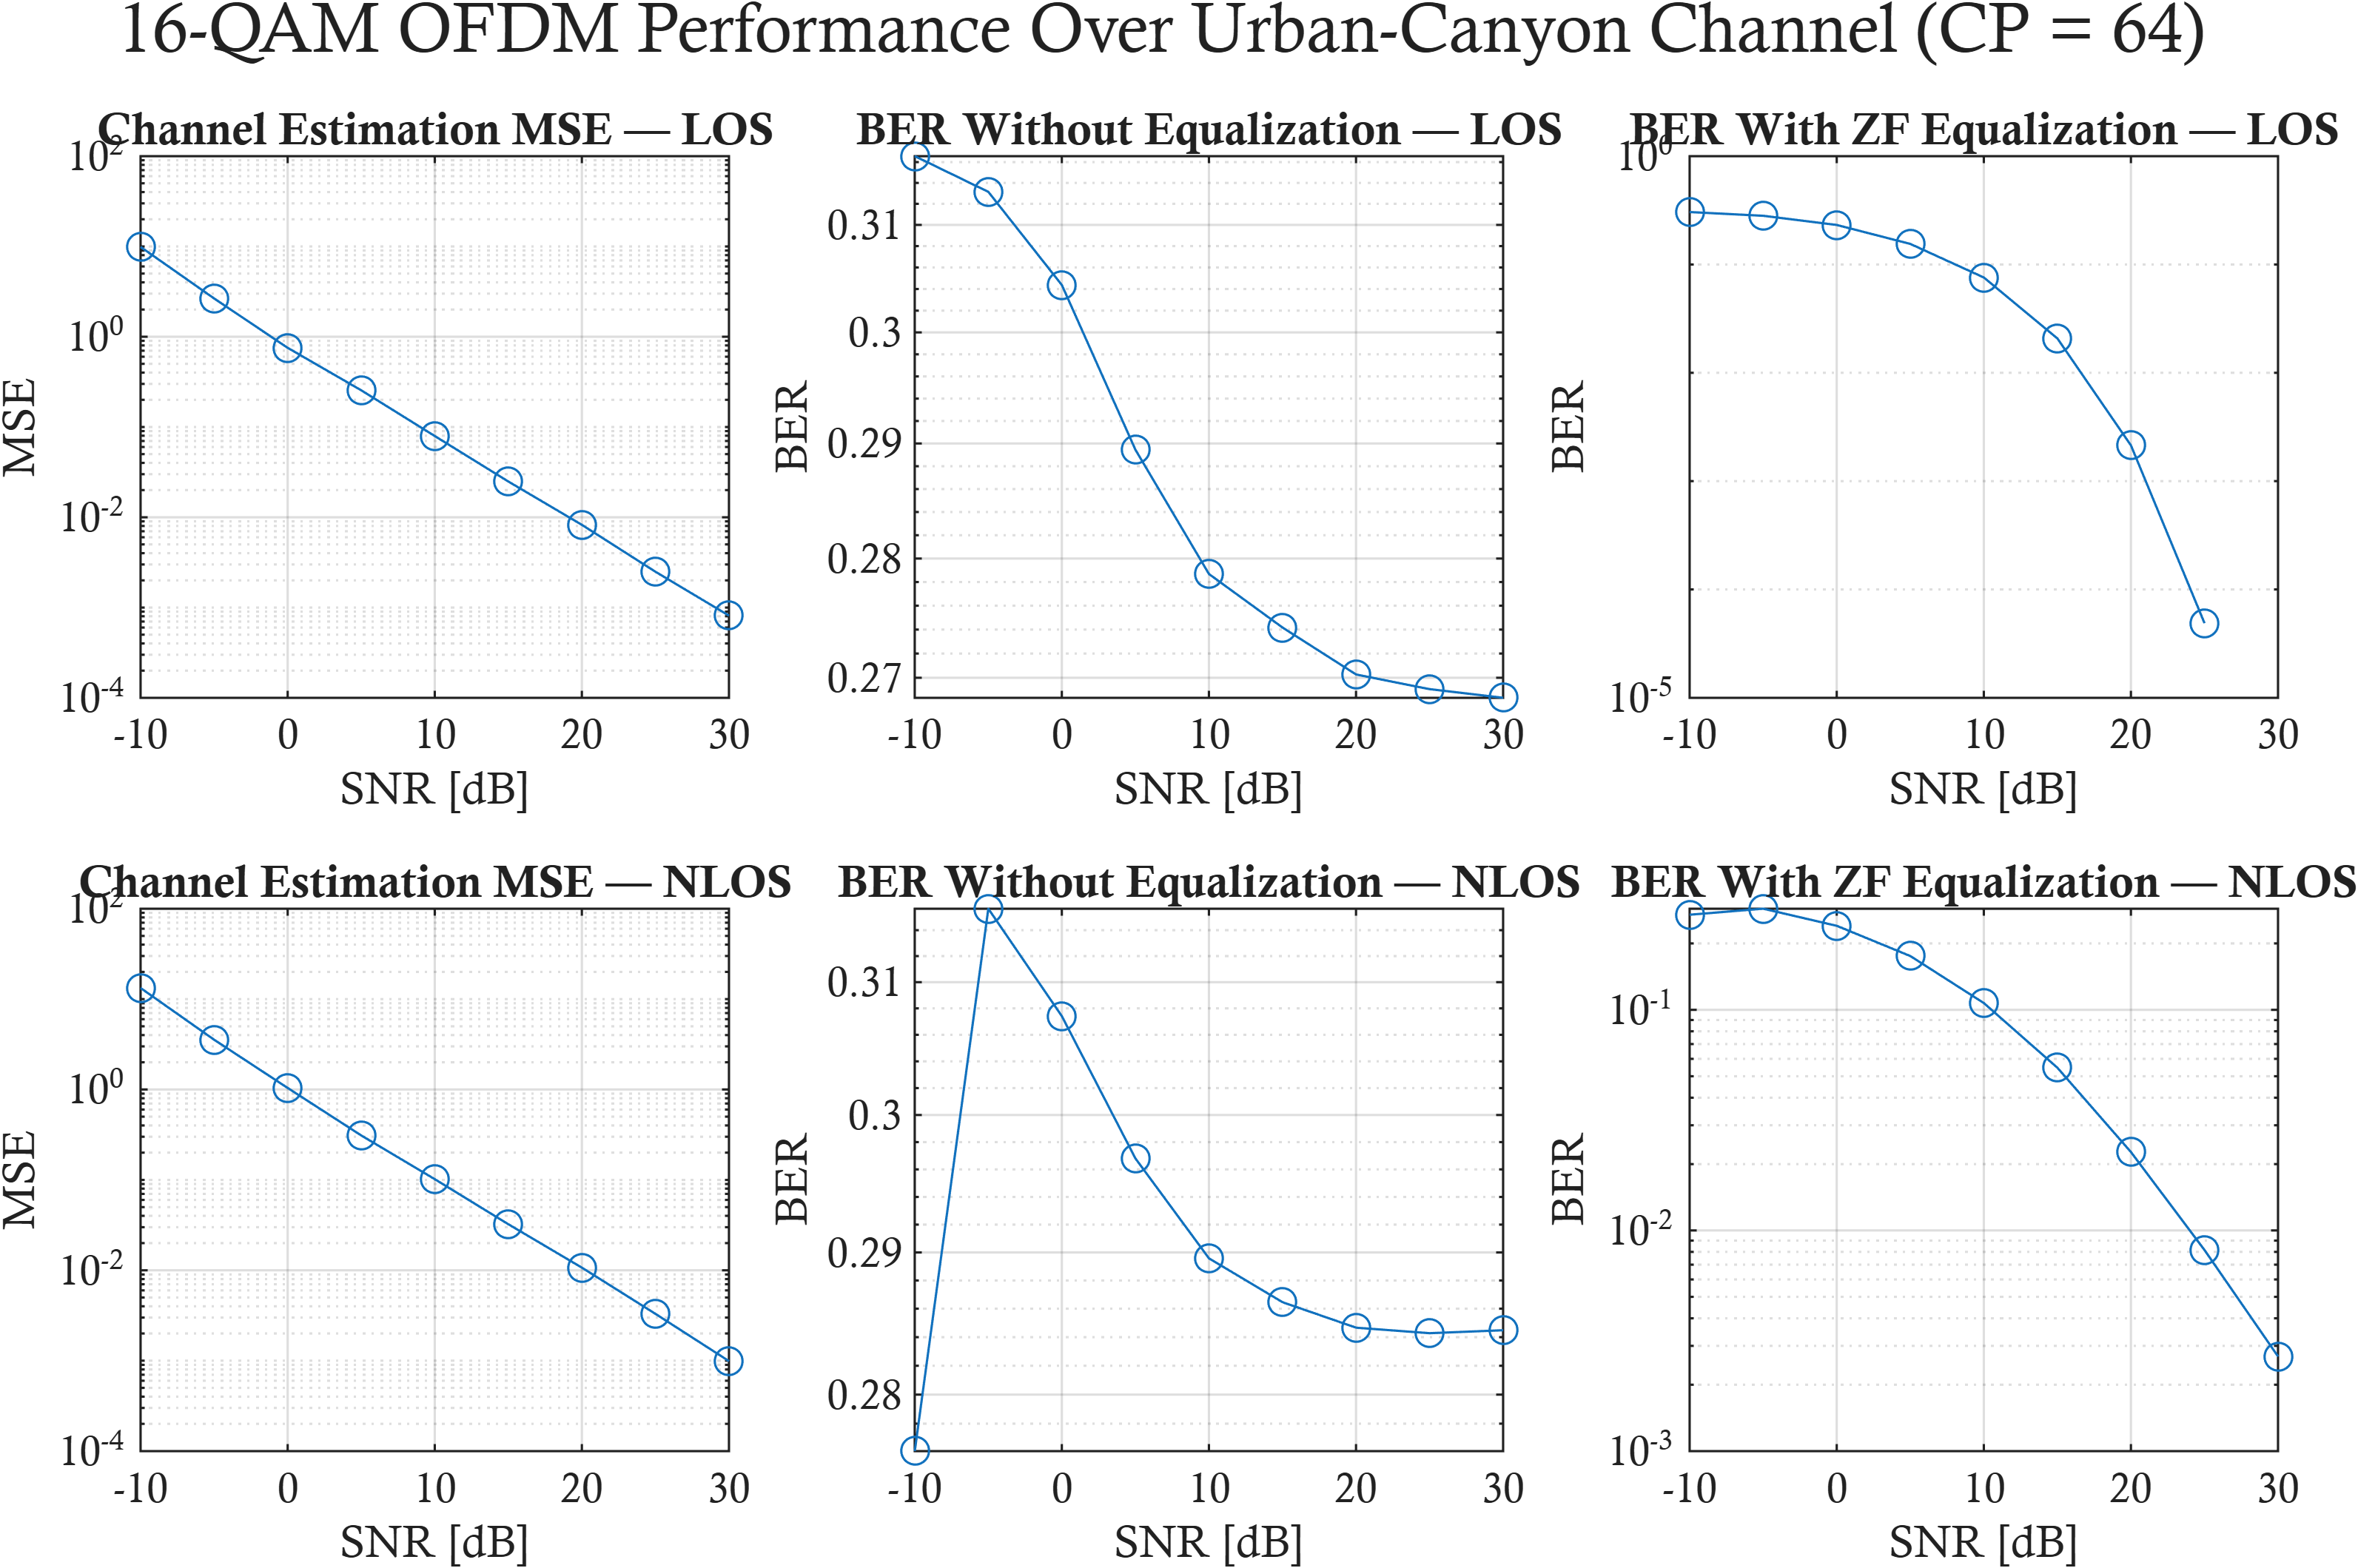 16-QAM OFDM Performance Over Urban-Canyon Channel (CP = 64)
Channel Estimation MSE — LOS
10^2
10^0
10^-2
10^-4
MSE
-10 0 10 20 30
SNR [dB]
BER Without Equalization — LOS
0.31
0.3
0.29
0.28
0.27
BER
-10 0 10 20 30
SNR [dB]
BER With ZF Equalization — LOS
10^0
10^-5
BER
-10 0 10 20 30
SNR [dB]
Channel Estimation MSE — NLOS
10^2
10^0
10^-2
10^-4
MSE
-10 0 10 20 30
SNR [dB]
BER Without Equalization — NLOS
0.31
0.3
0.29
0.28
BER
-10 0 10 20 30
SNR [dB]
BER With ZF Equalization — NLOS
10^-1
10^-2
10^-3
BER
-10 0 10 20 30
SNR [dB]